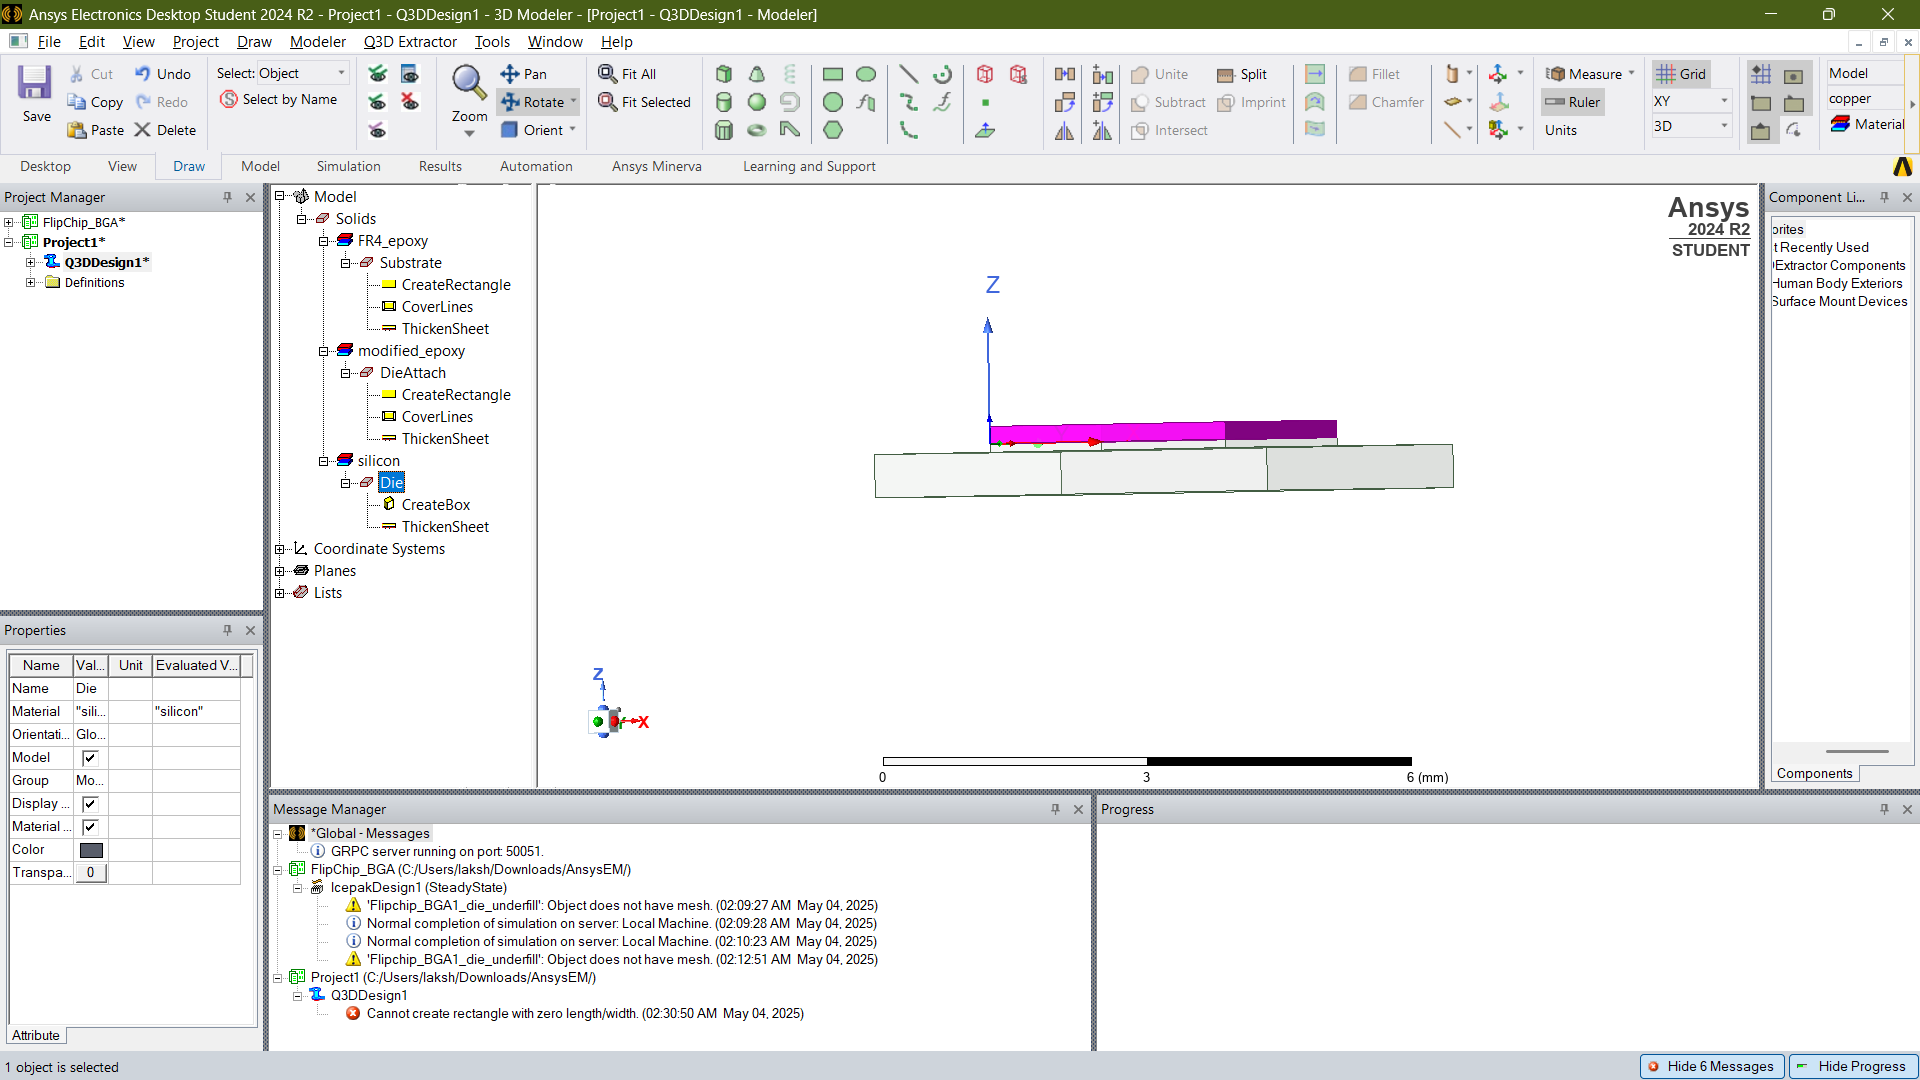 Ansys Electronics Desktop Student 2024 R2 - Project1 - Q3DDesign1 - 3D Modeler - [Project1 - Q3DDesign1 - Modeler]
File Edit View Project Draw Modeler Q3D Extractor Tools Window Help
Save
Cut
Copy
Paste
Undo
Redo
Delete
Select: Object
Select by Name
Zoom
Pan
Rotate
Orient
Fit All
Fit Selected
Unite
Subtract
Intersect
Split
Imprint
Fillet
Chamfer
Measure
Ruler
Units
Grid
XY
3D
Model
copper
Material
Desktop View Draw Model Simulation Results Automation Ansys Minerva Learning and Support
Project Manager
FlipChip_BGA*
Project1*
Q3DDesign1*
Definitions
Model
Solids
FR4_epoxy
Substrate
CreateRectangle
CoverLines
ThickenSheet
modified_epoxy
DieAttach
CreateRectangle
CoverLines
ThickenSheet
silicon
Die
CreateBox
ThickenSheet
Coordinate Systems
Planes
Lists
Ansys
2024 R2
STUDENT
Z
Z
X
0 3 6 (mm)
Component Li...
orites
t Recently Used
Extractor Components
Human Body Exteriors
Surface Mount Devices
Components
Properties
Name Val... Unit Evaluated V...
Name Die
Material "sili... "silicon"
Orientati... Glo...
Model
Group Mo...
Display ...
Material ...
Color
Transpa... 0
Attribute
Message Manager
*Global - Messages
GRPC server running on port: 50051.
FlipChip_BGA (C:/Users/laksh/Downloads/AnsysEM/)
IcepakDesign1 (SteadyState)
'Flipchip_BGA1_die_underfill': Object does not have mesh. (02:09:27 AM May 04, 2025)
Normal completion of simulation on server: Local Machine. (02:09:28 AM May 04, 2025)
Normal completion of simulation on server: Local Machine. (02:10:23 AM May 04, 2025)
'Flipchip_BGA1_die_underfill': Object does not have mesh. (02:12:51 AM May 04, 2025)
Project1 (C:/Users/laksh/Downloads/AnsysEM/)
Q3DDesign1
Cannot create rectangle with zero length/width. (02:30:50 AM May 04, 2025)
Progress
1 object is selected
Hide 6 Messages
Hide Progress